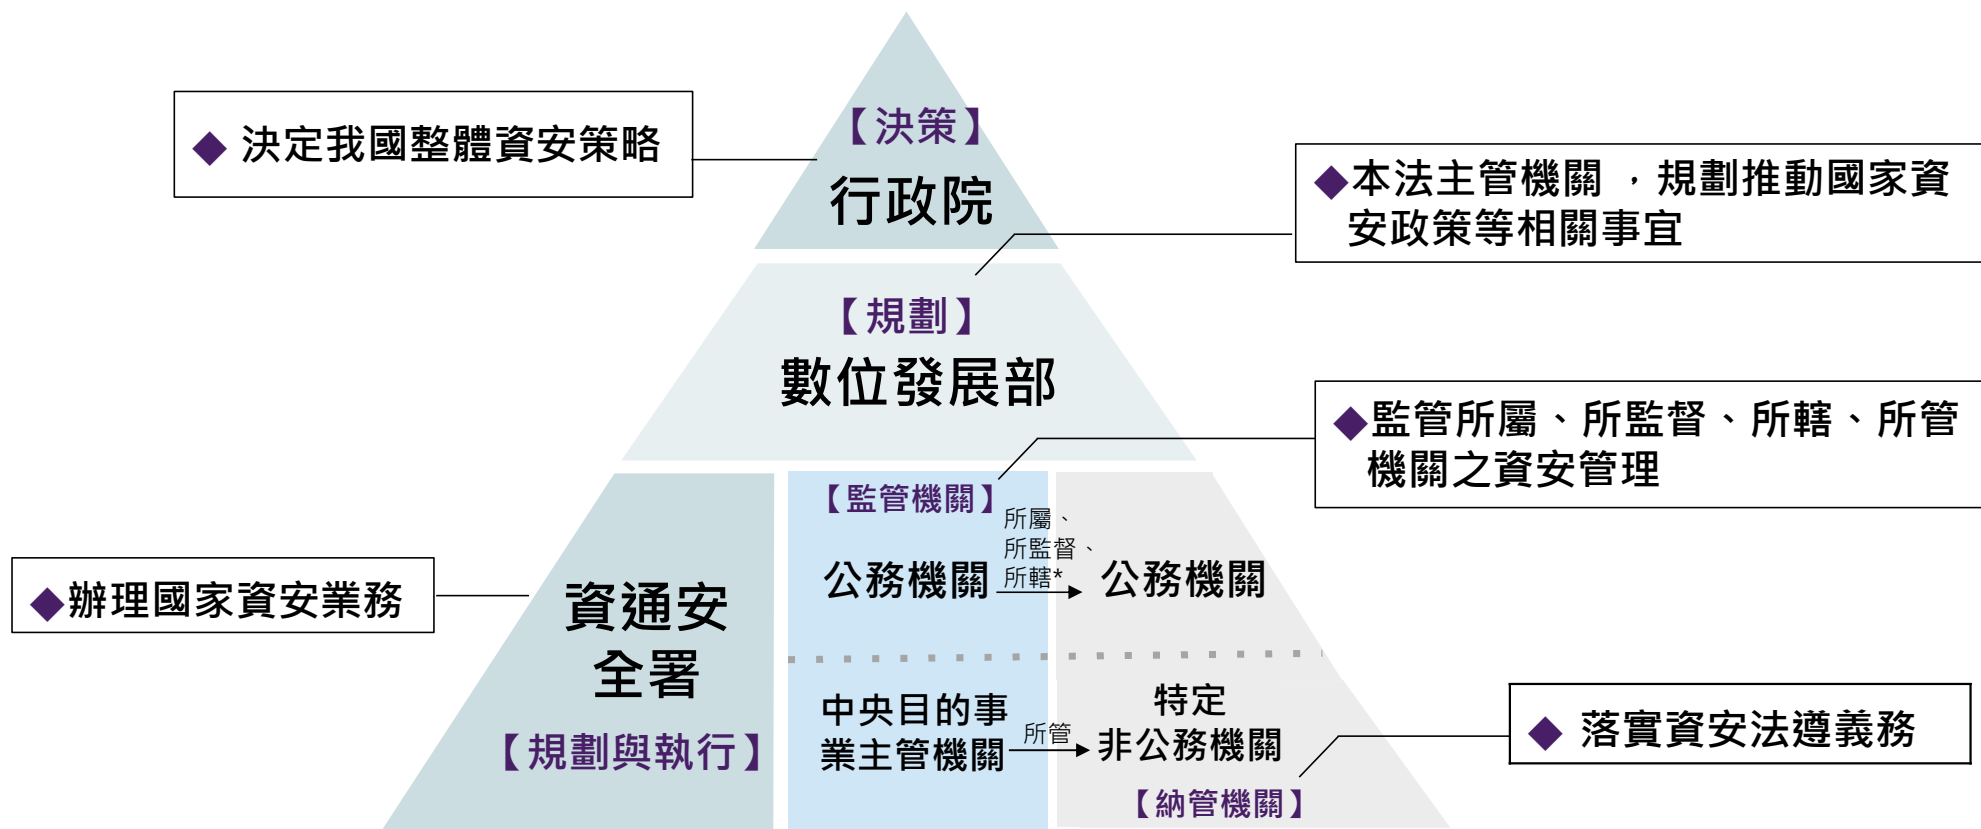 【決策】
行政院
◆ 決定我國整體資安策略
◆本法主管機關，規劃推動國家資
安政策等相關事宜
【規劃】
數位發展部
◆監管所屬、所監督、所轄、所管
機關之資安管理
【監管機關】
所屬、
所監督、
所轄*
公務機關
公務機關
◆辦理國家資安業務
資通安
全署
【規劃與執行】
中央目的事
業主管機關
所管
特定
非公務機關
【納管機關】
◆ 落實資安法遵義務